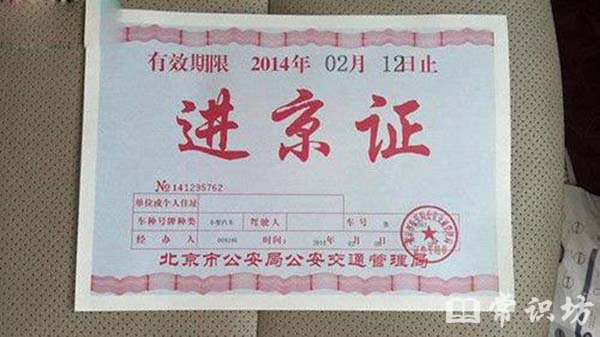 有效期限 2014年 02月 12日止
进京证
No 141295762
单位或个人住址
车种号牌种类 小型汽车 驾驶人 车号
经办人 009246 时间: 年 月
北京市公安局公安交通管理局
常识坊